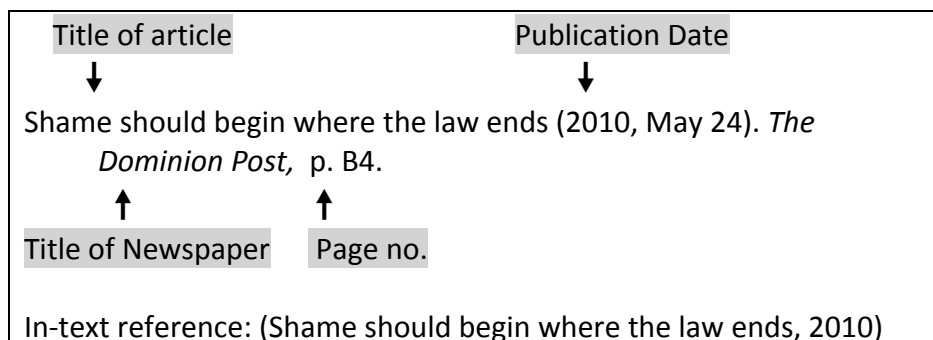 Title of article Publication Date
Shame should begin where the law ends (2010, May 24). The
Dominion Post, p. B4.
Title of Newspaper Page no.
In-text reference: (Shame should begin where the law ends, 2010)